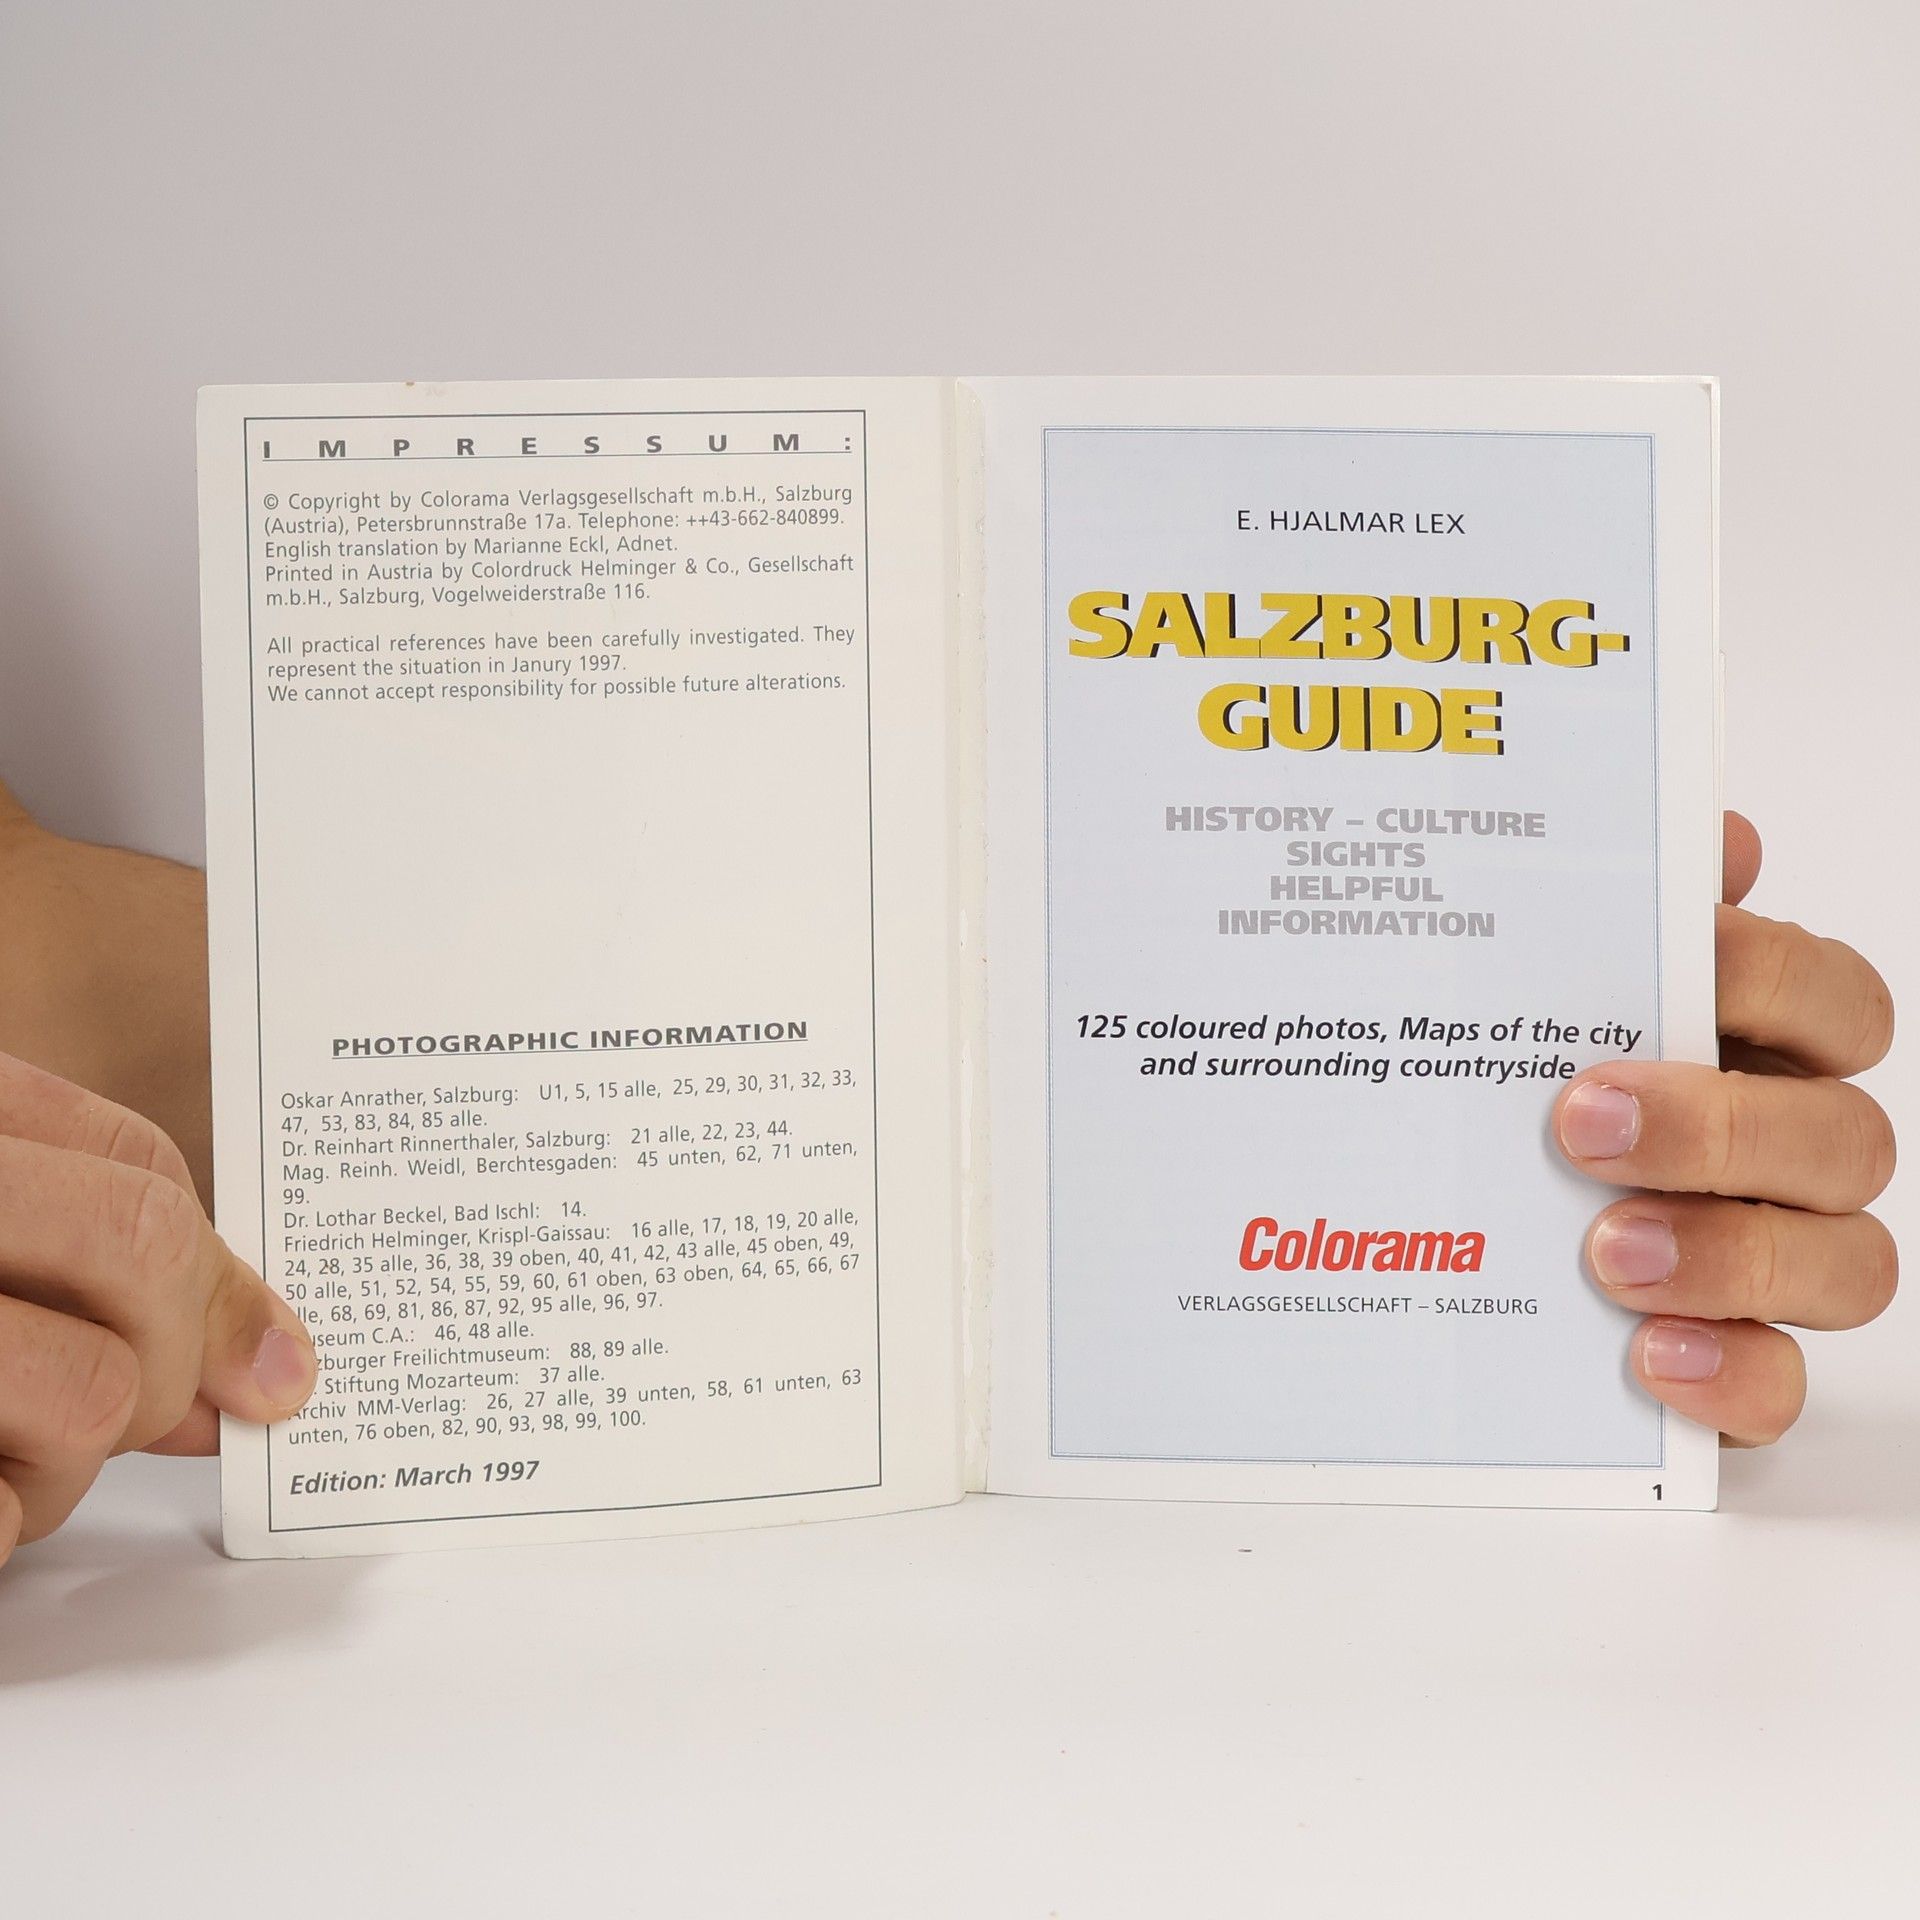 I M P R E S S U M :
© Copyright by Colorama Verlagsgesellschaft m.b.H., Salzburg
(Austria), Petersbrunnstraße 17a. Telephone: ++43-662-840899.
English translation by Marianne Eckl, Adnet.
Printed in Austria by Colordruck Helminger & Co., Gesellschaft
m.b.H., Salzburg, Vogelweiderstraße 116.
All practical references have been carefully investigated. They
represent the situation in Janury 1997.
We cannot accept responsibility for possible future alterations.
PHOTOGRAPHIC INFORMATION
Oskar Anrather, Salzburg: U1, 5, 15 alle, 25, 29, 30, 31, 32, 33,
47, 53, 83, 84, 85 alle.
Dr. Reinhart Rinnerthaler, Salzburg: 21 alle, 22, 23, 44.
Mag. Reinh. Weidl, Berchtesgaden: 45 unten, 62, 71 unten,
99.
Dr. Lothar Beckel, Bad Ischl: 14.
Friedrich Helminger, Krispl-Gaissau: 16 alle, 17, 18, 19, 20 alle,
24, 28, 35 alle, 36, 38, 39 oben, 40, 41, 42, 43 alle, 45 oben, 49,
50 alle, 51, 52, 54, 55, 59, 60, 61 oben, 63 oben, 64, 65, 66, 67
lle, 68, 69, 81, 86, 87, 92, 95 alle, 96, 97.
useum C.A.: 46, 48 alle.
zburger Freilichtmuseum: 88, 89 alle.
. Stiftung Mozarteum: 37 alle.
Archiv MM-Verlag: 26, 27 alle, 39 unten, 58, 61 unten, 63
unten, 76 oben, 82, 90, 93, 98, 99, 100.
Edition: March 1997
E. HJALMAR LEX
SALZBURG-
GUIDE
HISTORY – CULTURE
SIGHTS
HELPFUL
INFORMATION
125 coloured photos, Maps of the city
and surrounding countryside
Colorama
VERLAGSGESELLSCHAFT – SALZBURG
1